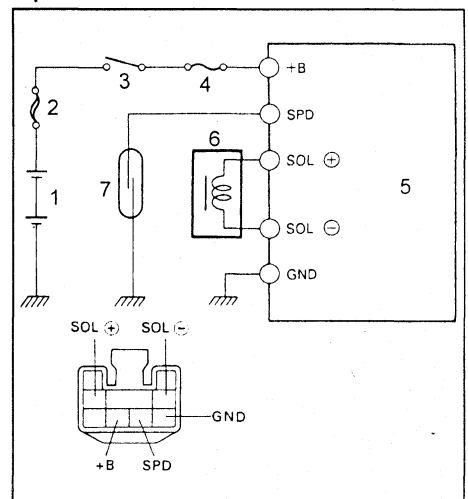 3
4
+B
2
SPD
6
SOL ⊕
1
7
5
SOL ⊖
GND
SOL ⊕ SOL ⊖
GND
+B SPD